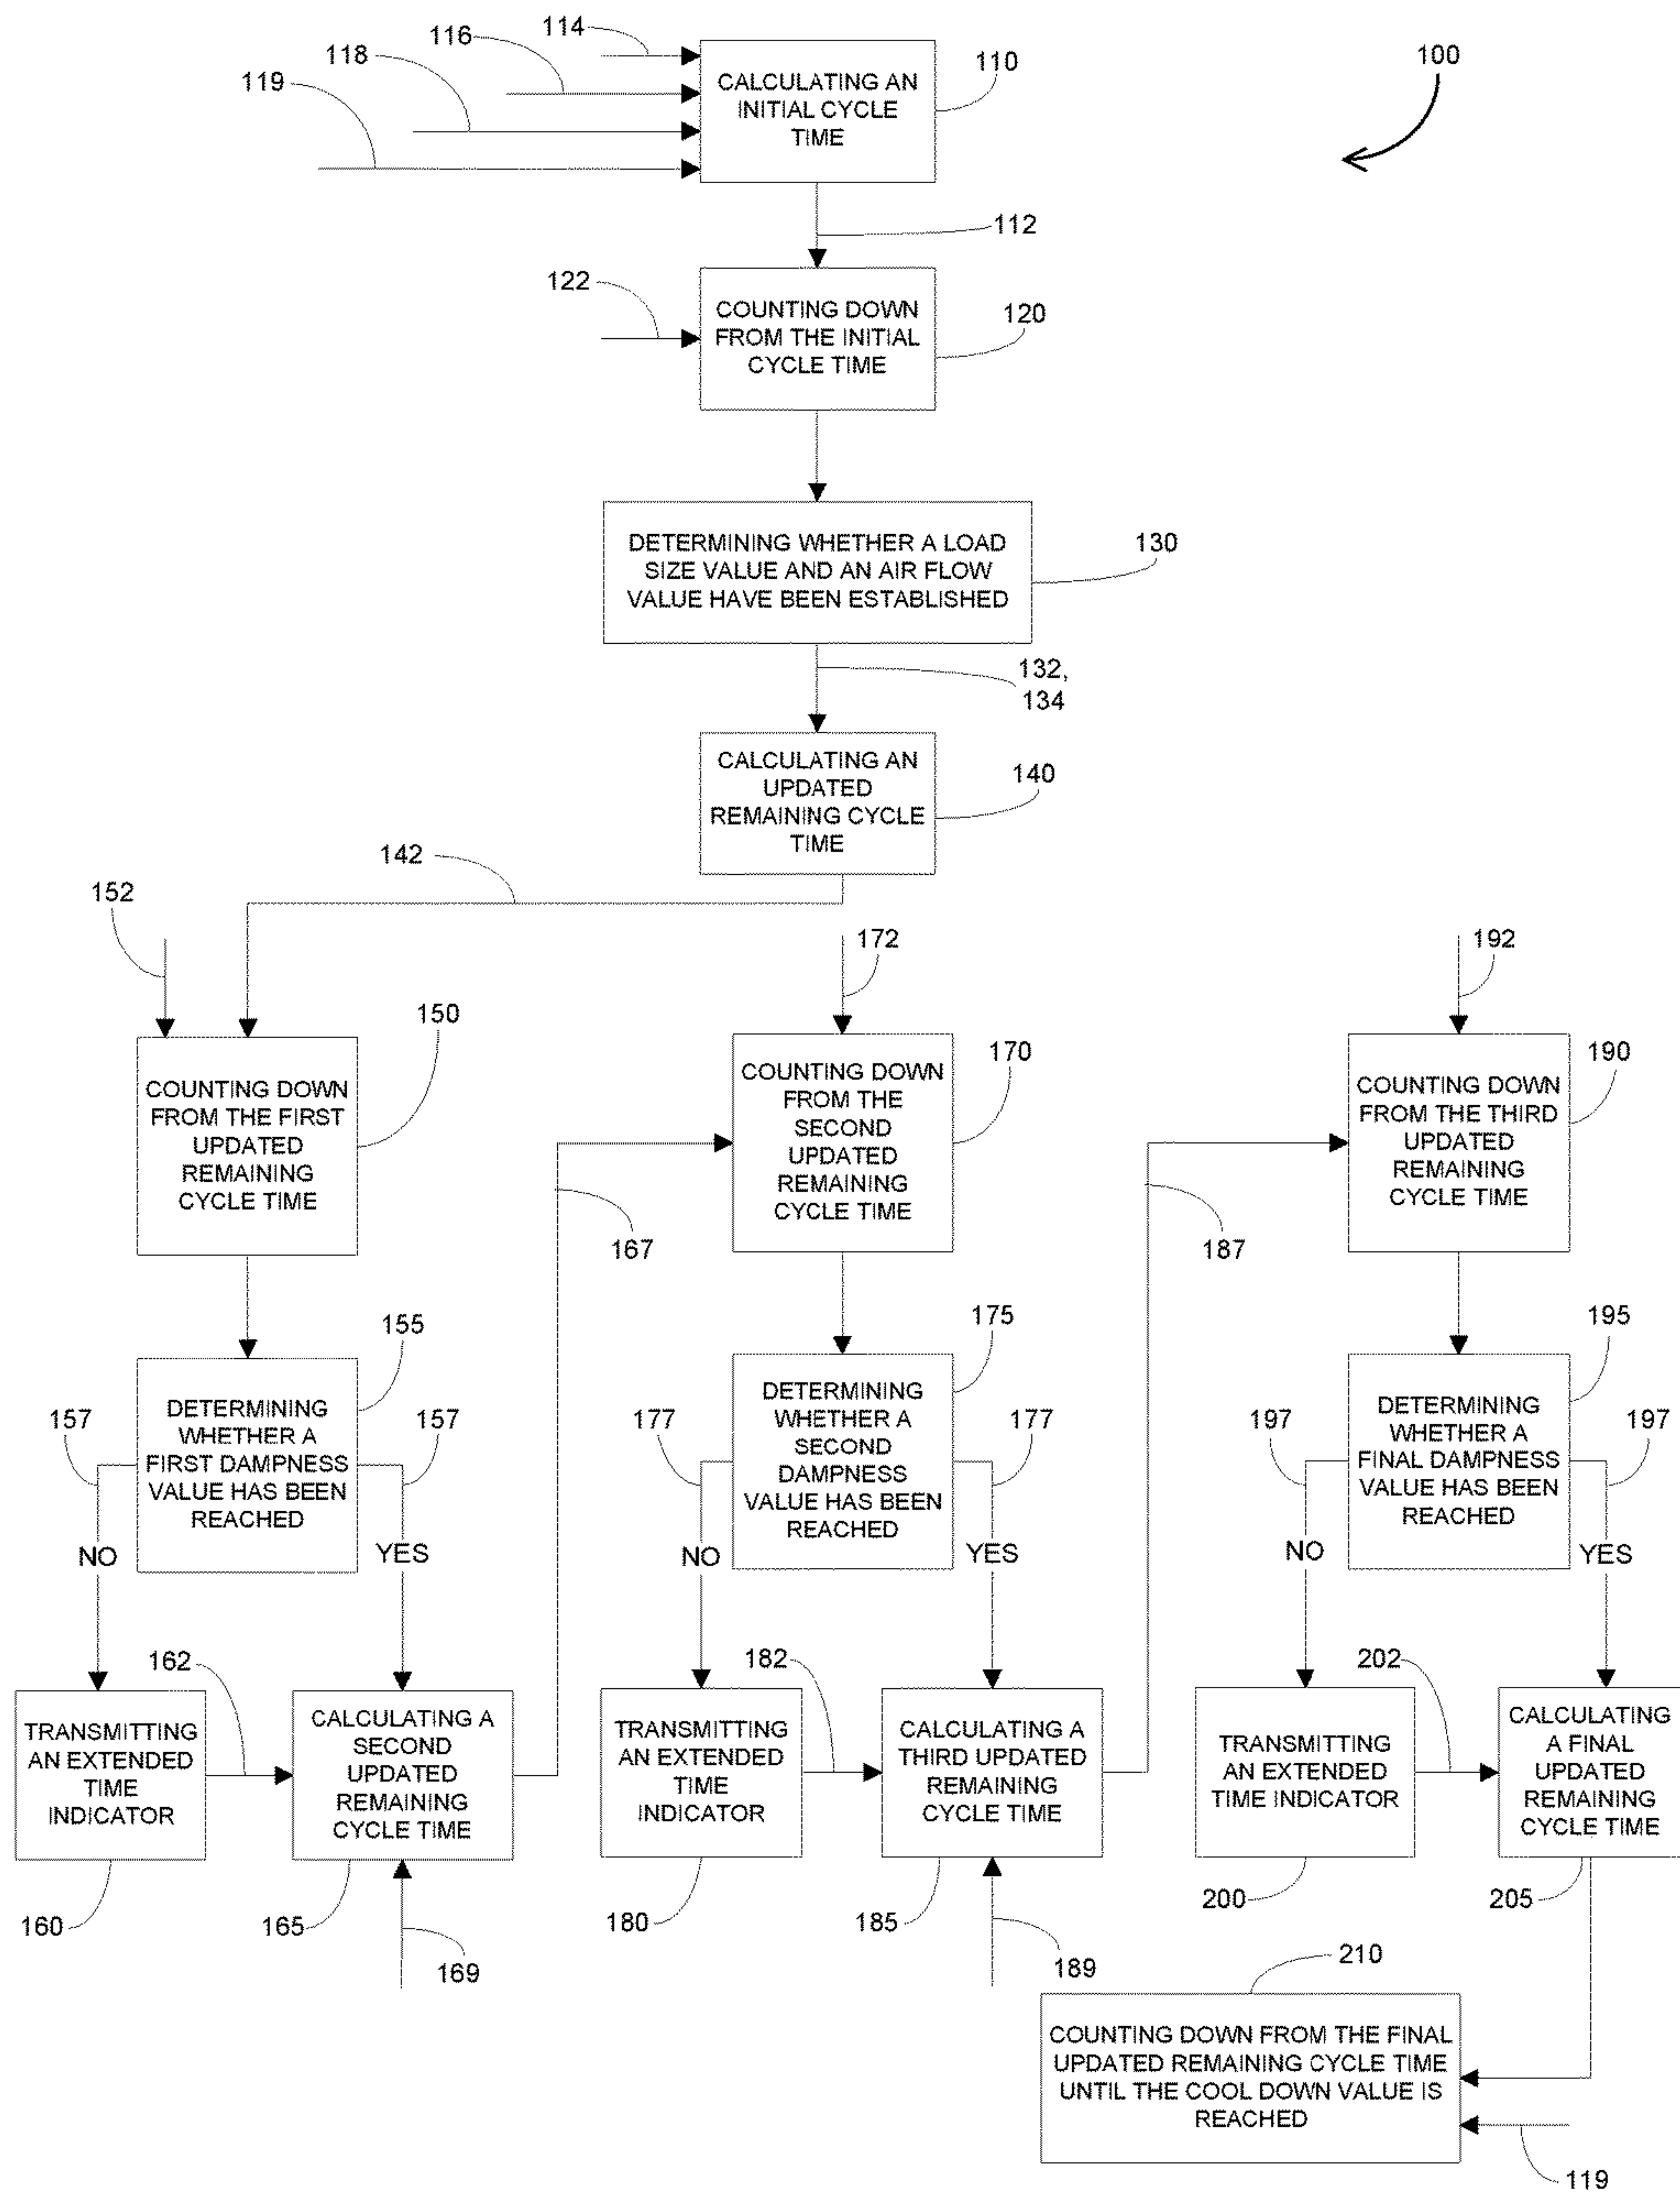 114
116
118
119
110
100
CALCULATING AN
INITIAL CYCLE
TIME
112
122
120
COUNTING DOWN
FROM THE INITIAL
CYCLE TIME
130
DETERMINING WHETHER A LOAD
SIZE VALUE AND AN AIR FLOW
VALUE HAVE BEEN ESTABLISHED
132,
134
140
CALCULATING AN
UPDATED
REMAINING CYCLE
TIME
142
152
172
192
150
170
190
COUNTING DOWN
FROM THE FIRST
UPDATED
REMAINING
CYCLE TIME
COUNTING DOWN
FROM THE
SECOND
UPDATED
REMAINING
CYCLE TIME
COUNTING DOWN
FROM THE THIRD
UPDATED
REMAINING
CYCLE TIME
167
187
155
175
195
157
DETERMINING
WHETHER A
FIRST DAMPNESS
VALUE HAS BEEN
REACHED
157
NO
YES
177
DETERMINING
WHETHER A
SECOND
DAMPNESS
VALUE HAS BEEN
REACHED
177
NO
YES
197
DETERMINING
WHETHER A
FINAL DAMPNESS
VALUE HAS BEEN
REACHED
197
NO
YES
162
182
202
TRANSMITTING
AN EXTENDED
TIME
INDICATOR
CALCULATING A
SECOND
UPDATED
REMAINING
CYCLE TIME
TRANSMITTING
AN EXTENDED
TIME
INDICATOR
CALCULATING A
THIRD UPDATED
REMAINING
CYCLE TIME
TRANSMITTING
AN EXTENDED
TIME INDICATOR
CALCULATING
A FINAL
UPDATED
REMAINING
CYCLE TIME
160
165
169
180
185
189
200
205
210
COUNTING DOWN FROM THE FINAL
UPDATED REMAINING CYCLE TIME
UNTIL THE COOL DOWN VALUE IS
REACHED
119